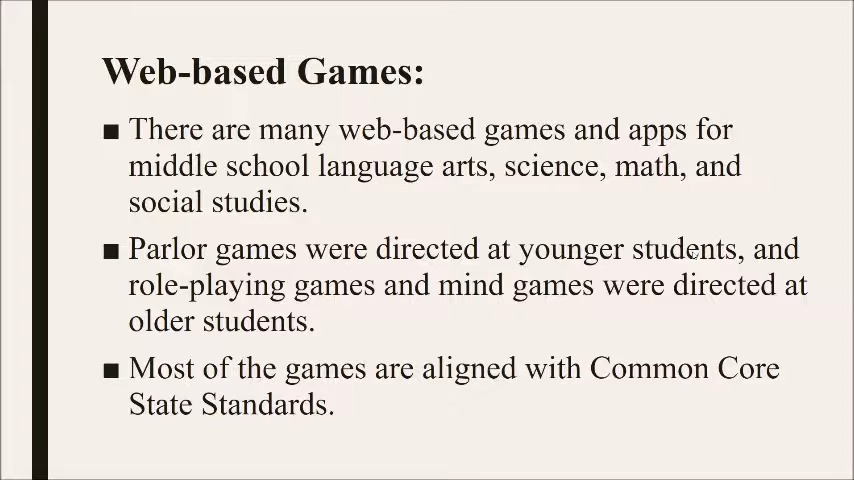 Web-based Games:
■ There are many web-based games and apps for
middle school language arts, science, math, and
social studies.
■ Parlor games were directed at younger students, and
role-playing games and mind games were directed at
older students.
■ Most of the games are aligned with Common Core
State Standards.